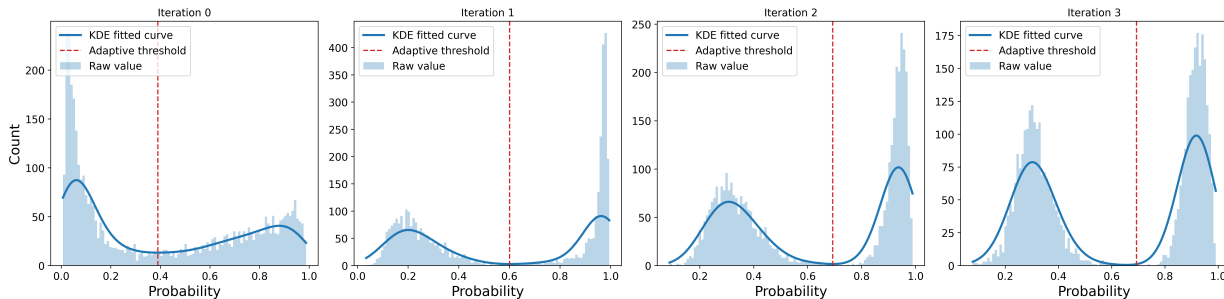 Iteration 0
KDE fitted curve
Adaptive threshold
Raw value
Count
200
150
100
50
0
0.0 0.2 0.4 0.6 0.8 1.0
Probability
Iteration 1
KDE fitted curve
Adaptive threshold
Raw value
400
350
300
250
200
150
100
50
0
0.2 0.4 0.6 0.8 1.0
Probability
Iteration 2
KDE fitted curve
Adaptive threshold
Raw value
250
200
150
100
50
0
0.2 0.4 0.6 0.8 1.0
Probability
Iteration 3
KDE fitted curve
Adaptive threshold
Raw value
175
150
125
100
75
50
25
0
0.2 0.4 0.6 0.8 1.0
Probability